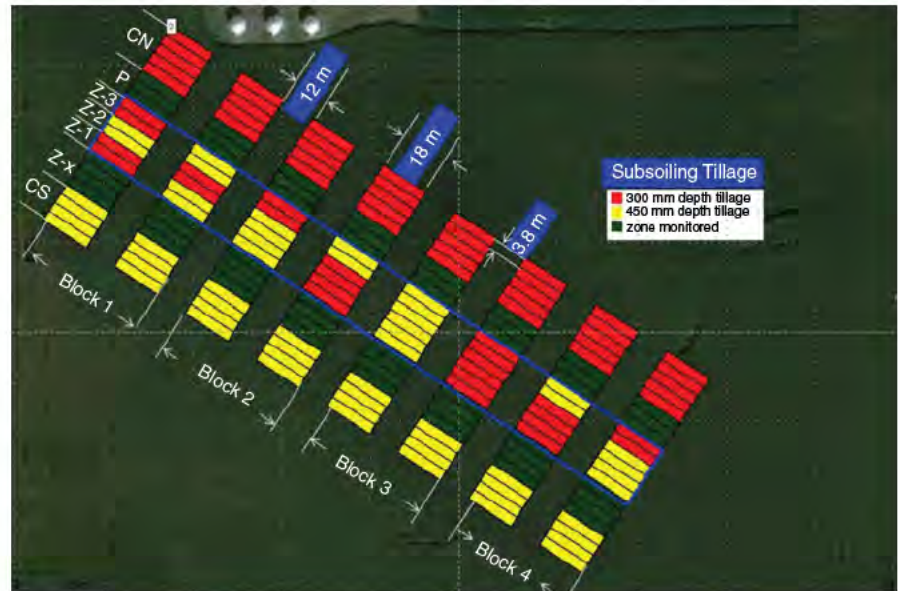 CN
P
Z-3
Z-2
Z-1
Z-x
CS
12 m
18 m
3.8 m
Subsoiling Tillage
300 mm depth tillage
450 mm depth tillage
zone monitored
Block 1
Block 2
Block 3
Block 4